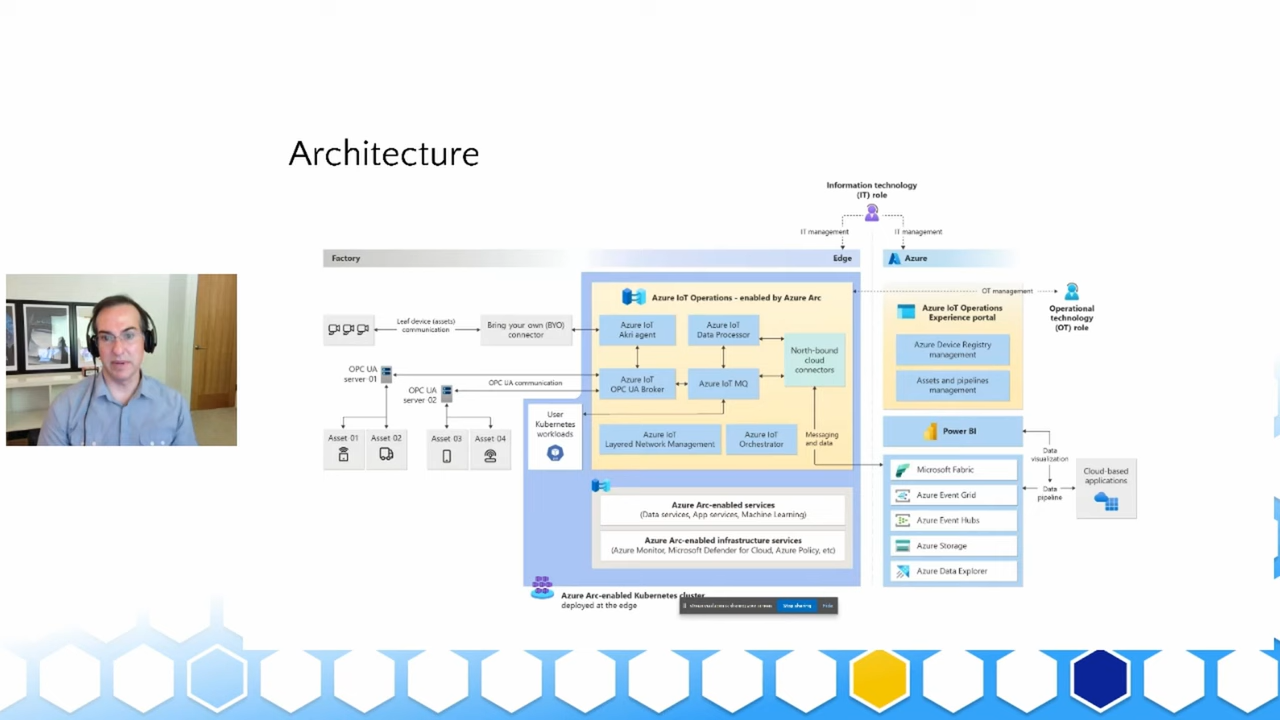 Architecture
Information technology
(IT) role
IT management
IT management
Factory
Edge
Azure
Azure IoT Operations - enabled by Azure Arc
OT management
Operational
technology
(OT) role
Azure IoT Operations
Experience portal
Azure Device Registry
management
Assets and pipelines
management
Leaf device (assets)
communication
Bring your own (BYO)
connector
Azure IoT
Akri agent
Azure IoT
Data Processor
North-bound
cloud
connectors
OPC UA
server 01
OPC UA
server 02
OPC UA communication
Azure IoT
OPC UA Broker
Azure IoT MQ
User
Kubernetes
workloads
Asset 01
Asset 02
Asset 03
Asset 04
Azure IoT
Layered Network Management
Azure IoT
Orchestrator
Messaging
and data
Power BI
Data
visualization
Data
pipeline
Cloud-based
applications
Microsoft Fabric
Azure Event Grid
Azure Event Hubs
Azure Storage
Azure Data Explorer
Azure Arc-enabled services
(Data services, App services, Machine Learning)
Azure Arc-enabled infrastructure services
(Azure Monitor, Microsoft Defender for Cloud, Azure Policy, etc)
Azure Arc-enabled Kubernetes cluster
deployed at the edge
Stop sharing
Hide